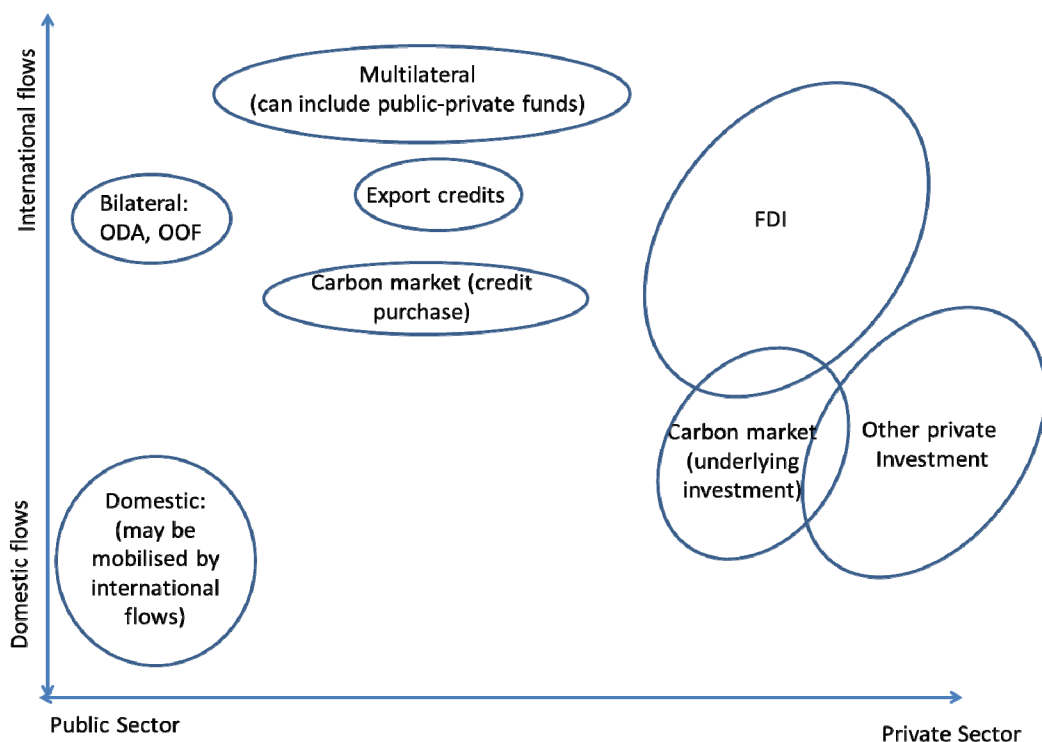 International flows
Multilateral
(can include public-private funds)
Export credits
Bilateral:
ODA, OOF
FDI
Carbon market (credit
purchase)
Carbon market
(underlying
investment)
Other private
Investment
Domestic flows
Domestic:
(may be
mobilised by
international
flows)
Public Sector
Private Sector